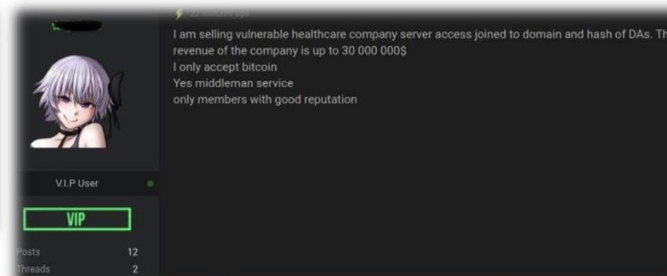 I am selling vulnerable healthcare company server access joined to domain and hash of DAs.
revenue of the company is up to 30 000 000$
I only accept bitcoin
Yes middleman service
only members with good reputation
V.I.P User
VIP
Posts 12
Threads 2